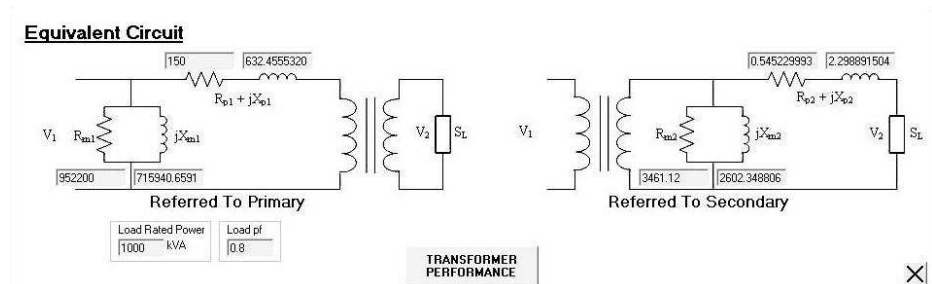 Equivalent Circuit
150
632.4555320
0.545229993
2.298891504
Rp1 + jXp1
Rp2 + jXp2
V1
Rm1
jXm1
V2
SL
V1
Rm2
jXm2
V2
SL
952200
715940.6591
3461.12
2602.348806
Referred To Primary
Referred To Secondary
Load Rated Power
1000
kVA
Load pf
0.8
TRANSFORMER
PERFORMANCE